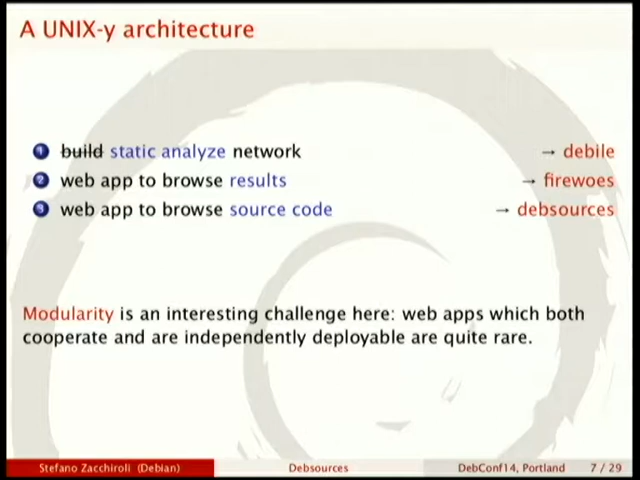 A UNIX-y architecture
1 build static analyze network → debile
2 web app to browse results → firewoes
3 web app to browse source code → debsources
Modularity is an interesting challenge here: web apps which both
cooperate and are independently deployable are quite rare.
Stefano Zacchiroli (Debian) Debsources DebConf14, Portland 7 / 29